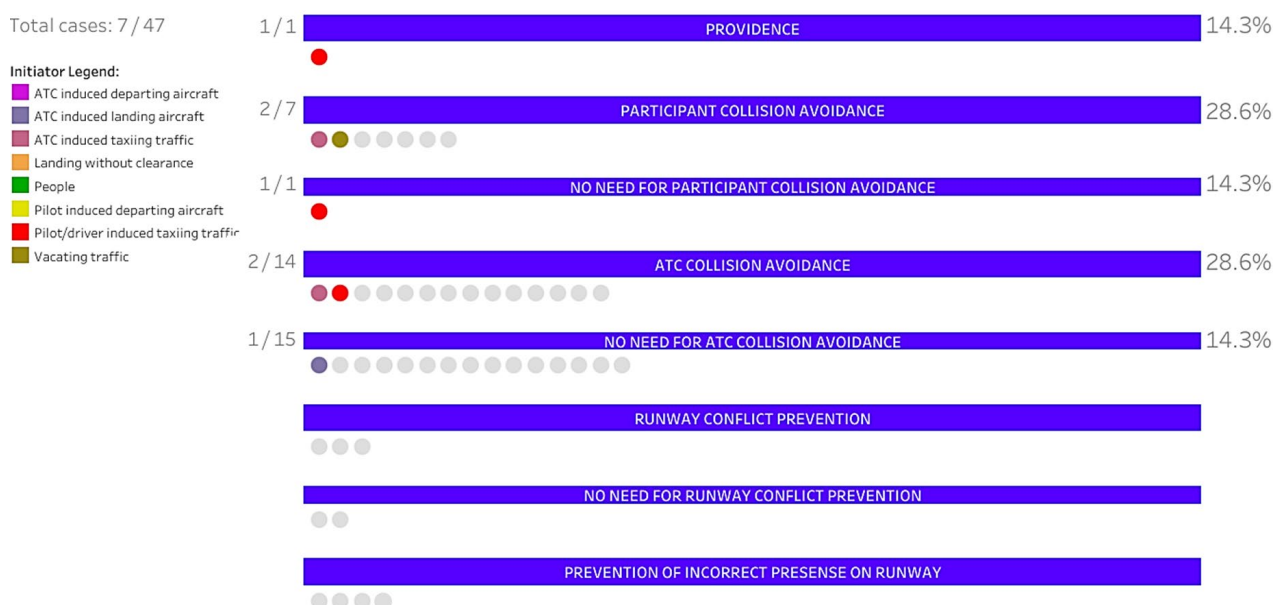 Total cases: 7 / 47
1 / 1 PROVIDENCE 14.3%
Initiator Legend:
ATC induced departing aircraft
ATC induced landing aircraft
ATC induced taxiing traffic
Landing without clearance
People
Pilot induced departing aircraft
Pilot/driver induced taxiing traffic
Vacating traffic
2 / 7 PARTICIPANT COLLISION AVOIDANCE 28.6%
1 / 1 NO NEED FOR PARTICIPANT COLLISION AVOIDANCE 14.3%
2 / 14 ATC COLLISION AVOIDANCE 28.6%
1 / 15 NO NEED FOR ATC COLLISION AVOIDANCE 14.3%
RUNWAY CONFLICT PREVENTION
NO NEED FOR RUNWAY CONFLICT PREVENTION
PREVENTION OF INCORRECT PRESENSE ON RUNWAY